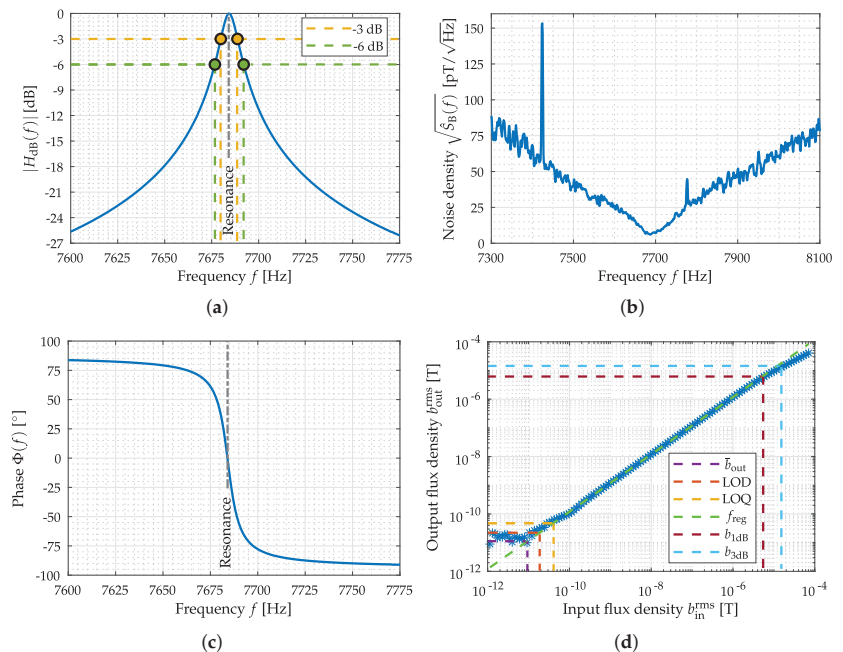 |H_dB(f)| [dB]
0
-3
-6
-9
-12
-15
-18
-21
-24
-27
-3 dB
-6 dB
Resonance
7600 7625 7650 7675 7700 7725 7750 7775
Frequency f [Hz]
(a)
Noise density √Ŝ_B(f) [pT/√Hz]
150
125
100
75
50
25
0
7300 7500 7700 7900 8100
Frequency f [Hz]
(b)
Phase Φ(f) [°]
100
75
50
25
0
-25
-50
-75
-100
Resonance
7600 7625 7650 7675 7700 7725 7750 7775
Frequency f [Hz]
(c)
Output flux density b_out^rms [T]
10^-4
10^-6
10^-8
10^-10
10^-12
b̄_out
LOD
LOQ
f_reg
b_1dB
b_3dB
10^-12 10^-10 10^-8 10^-6 10^-4
Input flux density b_in^rms [T]
(d)